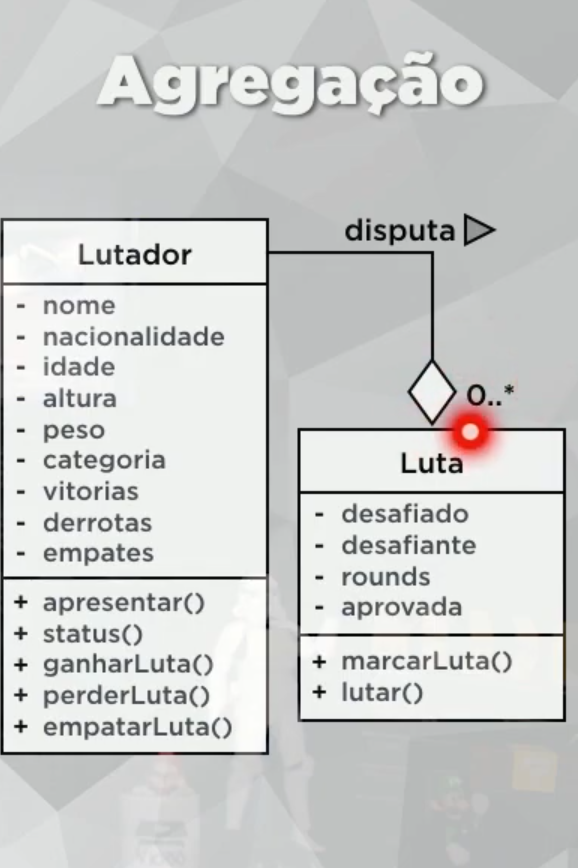 Agregação
disputa
Lutador
- nome
- nacionalidade
- idade
- altura
- peso
- categoria
- vitorias
- derrotas
- empates
+ apresentar()
+ status()
+ ganharLuta()
+ perderLuta()
+ empatarLuta()
0..*
Luta
- desafiado
- desafiante
- rounds
- aprovada
+ marcarLuta()
+ lutar()